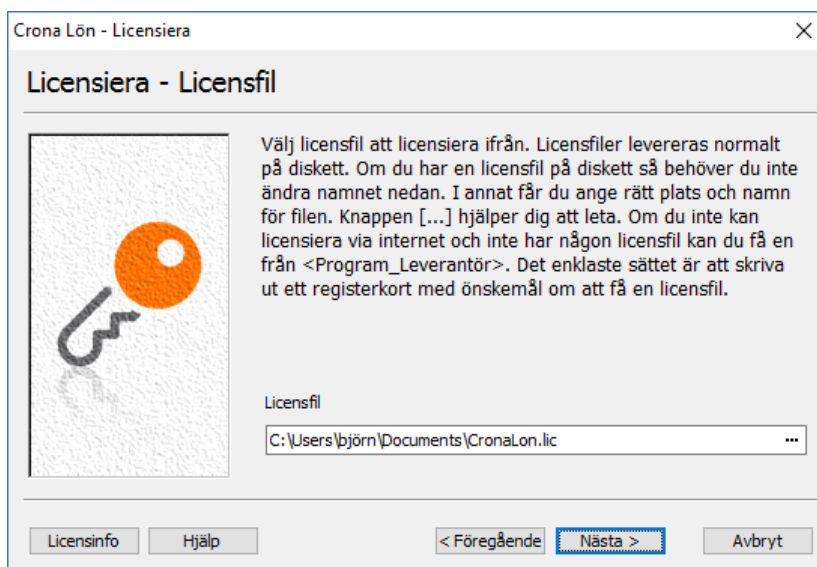 Crona Lön - Licensiera
Licensiera - Licensfil
Välj licensfil att licensiera ifrån. Licensfiler levereras normalt
på diskett. Om du har en licensfil på diskett så behöver du inte
ändra namnet nedan. I annat får du ange rätt plats och namn
för filen. Knappen [...] hjälper dig att leta. Om du inte kan
licensiera via internet och inte har någon licensfil kan du få en
från <Program_Leverantör>. Det enklaste sättet är att skriva
ut ett registerkort med önskemål om att få en licensfil.
Licensfil
C:\Users\björn\Documents\CronaLon.lic ...
Licensinfo Hjälp < Föregående Nästa > Avbryt